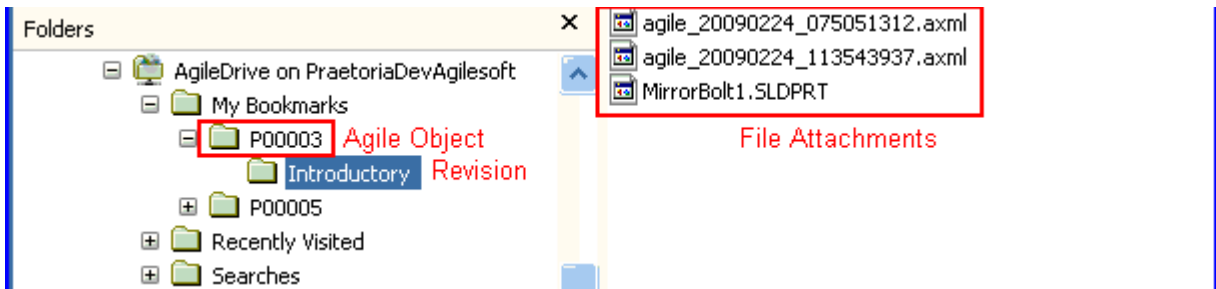 Folders
AgileDrive on PraetoriaDevAgilesoft
My Bookmarks
P00003 Agile Object
Introductory Revision
P00005
Recently Visited
Searches
agile_20090224_075051312.axml
agile_20090224_113543937.axml
MirrorBolt1.SLDPRT
File Attachments